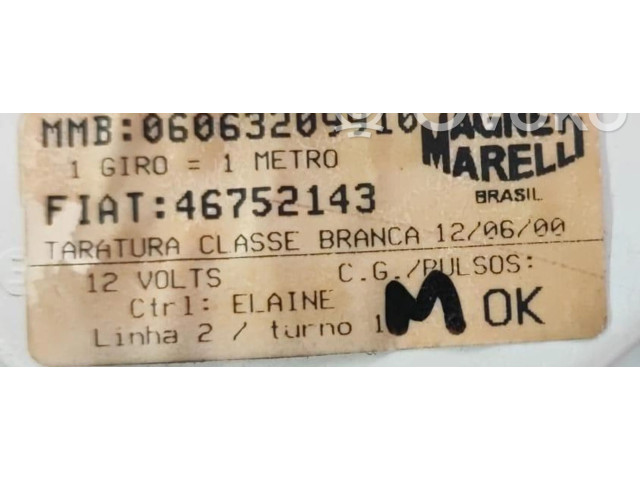 MMB:06063209910
MAGNETI
MARELLI
BRASIL
1 GIRO = 1 METRO
FIAT:46752143
TARATURA CLASSE BRANCA 12/06/00
12 VOLTS C.G./PULSOS:
Ctrl: ELAINE
Linha 2 / turno 1
M OK